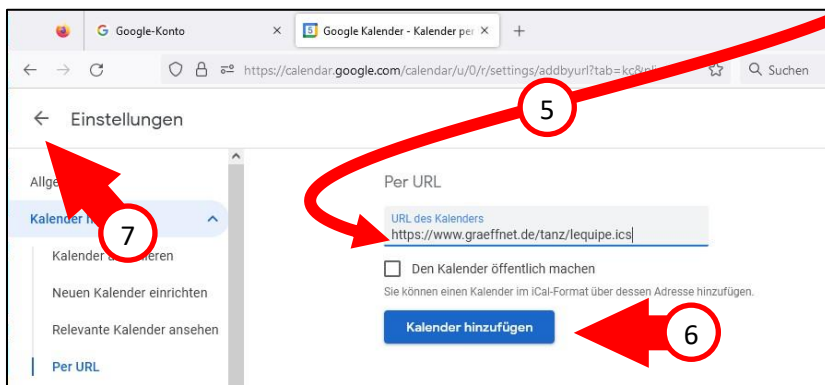 Google-Konto
Google Kalender - Kalender per
https://calendar.google.com/calendar/u/0/r/settings/addbyurl?tab=kc
Suchen
5
Einstellungen
Per URL
Kalender
7
URL des Kalenders
https://www.graeffnet.de/tanz/lequipe.ics
Kalender
Den Kalender öffentlich machen
Neuen Kalender einrichten
Sie können einen Kalender im iCal-Format über dessen Adresse hinzufügen.
Relevante Kalender ansehen
Kalender hinzufügen
6
Per URL